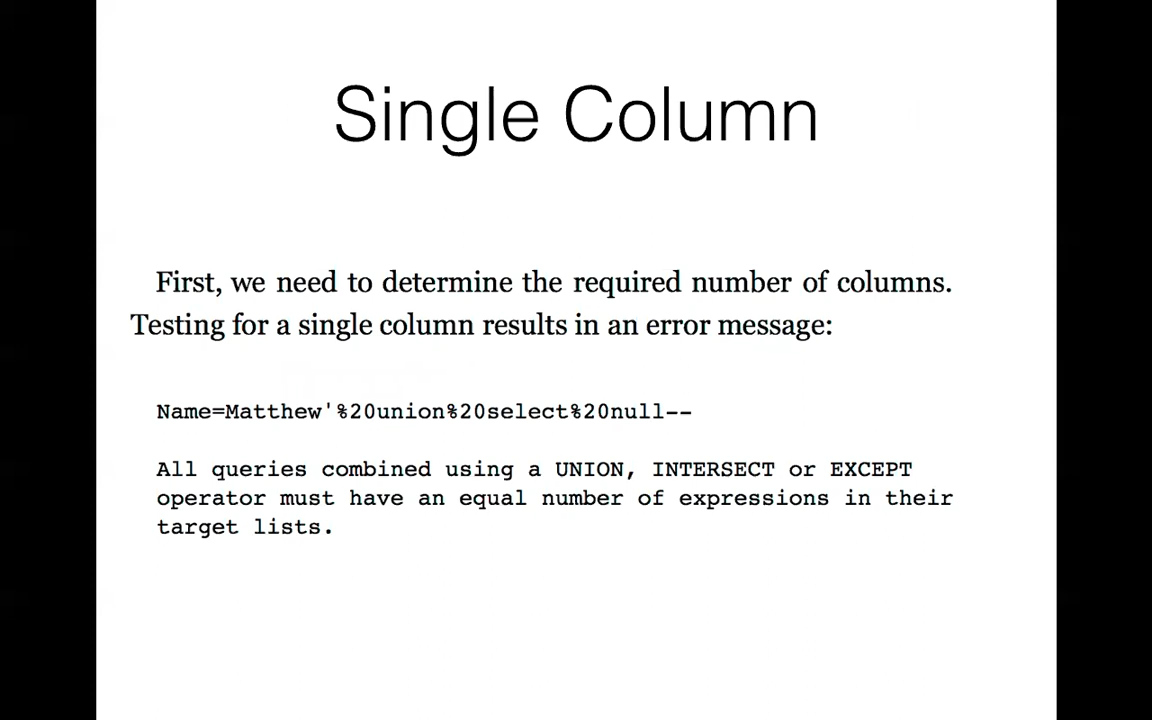 Single Column
First, we need to determine the required number of columns.
Testing for a single column results in an error message:
Name=Matthew'%20union%20select%20null--
All queries combined using a UNION, INTERSECT or EXCEPT
operator must have an equal number of expressions in their
target lists.